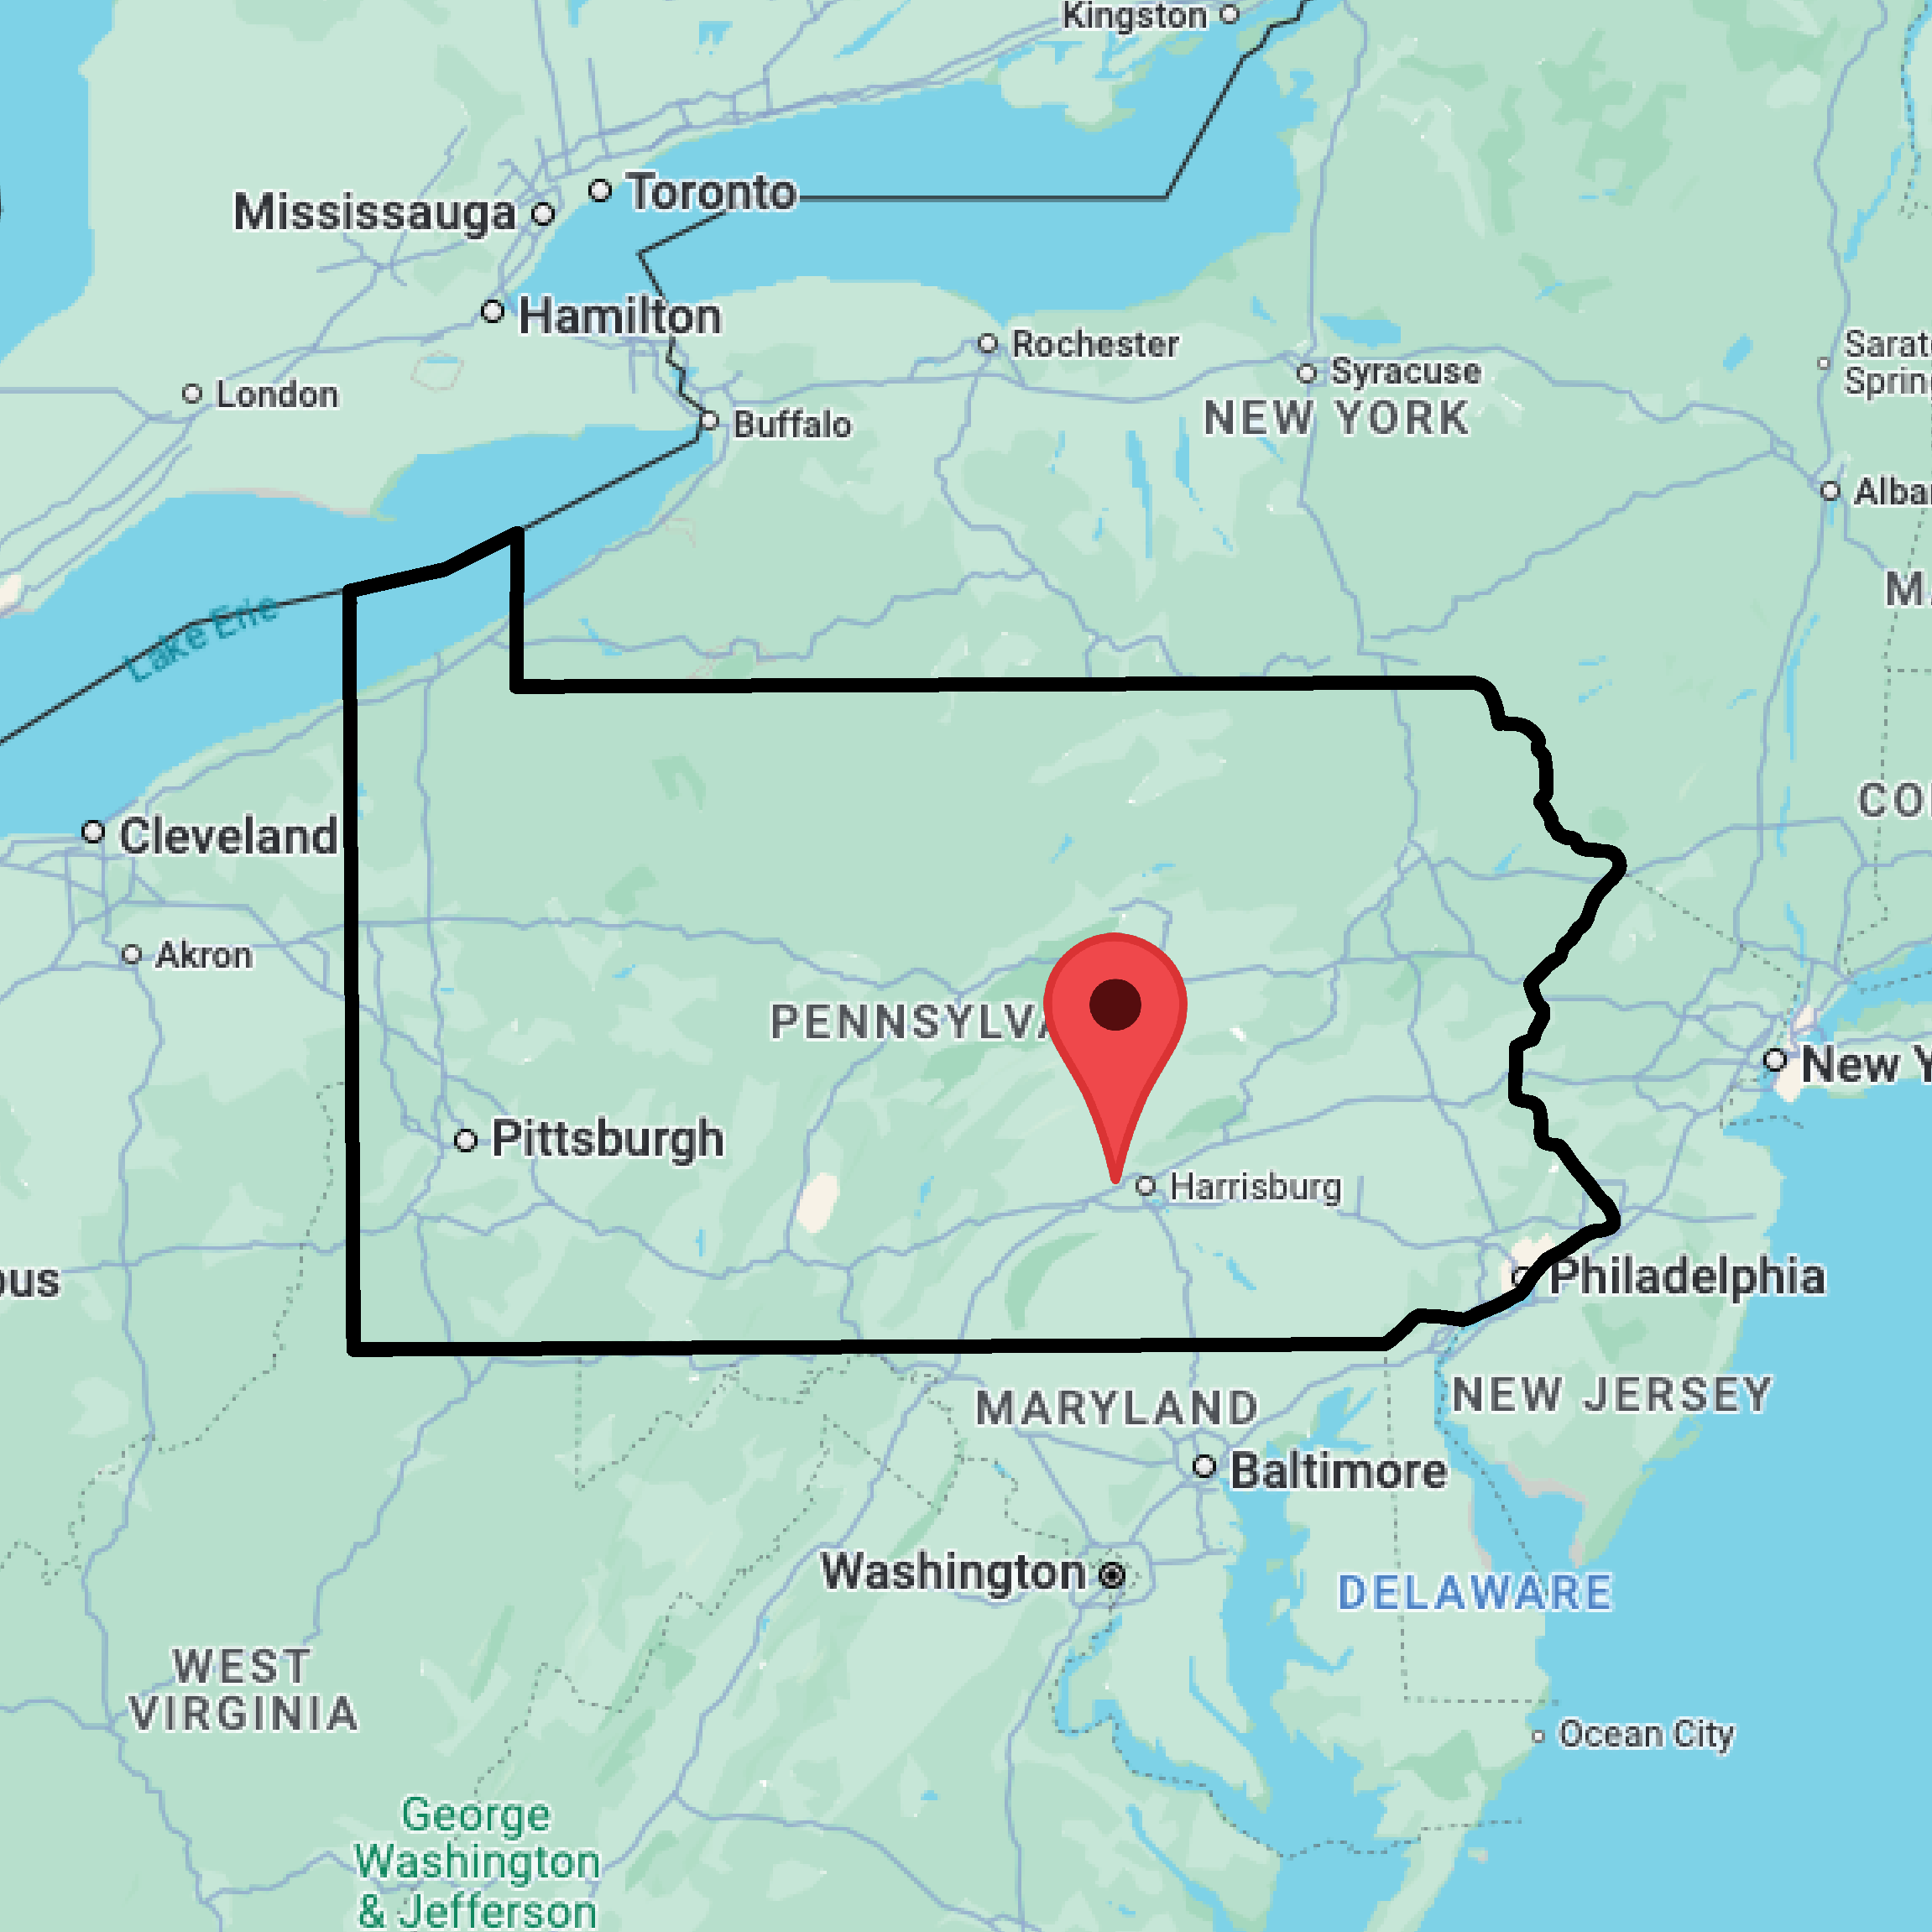 Kingston
Toronto
Mississauga
Hamilton
Rochester
Sarat
Syracuse
Sprin
London
NEW YORK
Buffalo
Alba
M
Lake Erie
CO
Cleveland
Akron
PENNSYLVA
New Y
Pittsburgh
Harrisburg
ous
Philadelphia
NEW JERSEY
MARYLAND
Baltimore
Washington
DELAWARE
WEST
VIRGINIA
Ocean City
George
Washington
& Jefferson